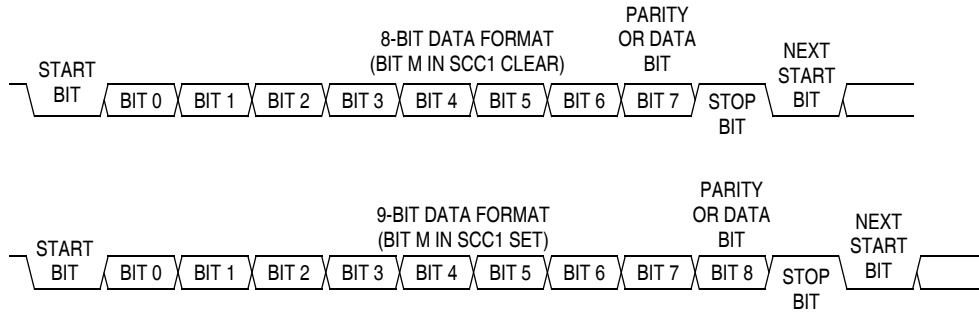 8-BIT DATA FORMAT
(BIT M IN SCC1 CLEAR)
PARITY
OR DATA
BIT
START
BIT
BIT 0
BIT 1
BIT 2
BIT 3
BIT 4
BIT 5
BIT 6
BIT 7
STOP
BIT
NEXT
START
BIT
9-BIT DATA FORMAT
(BIT M IN SCC1 SET)
PARITY
OR DATA
BIT
START
BIT
BIT 0
BIT 1
BIT 2
BIT 3
BIT 4
BIT 5
BIT 6
BIT 7
BIT 8
STOP
BIT
NEXT
START
BIT